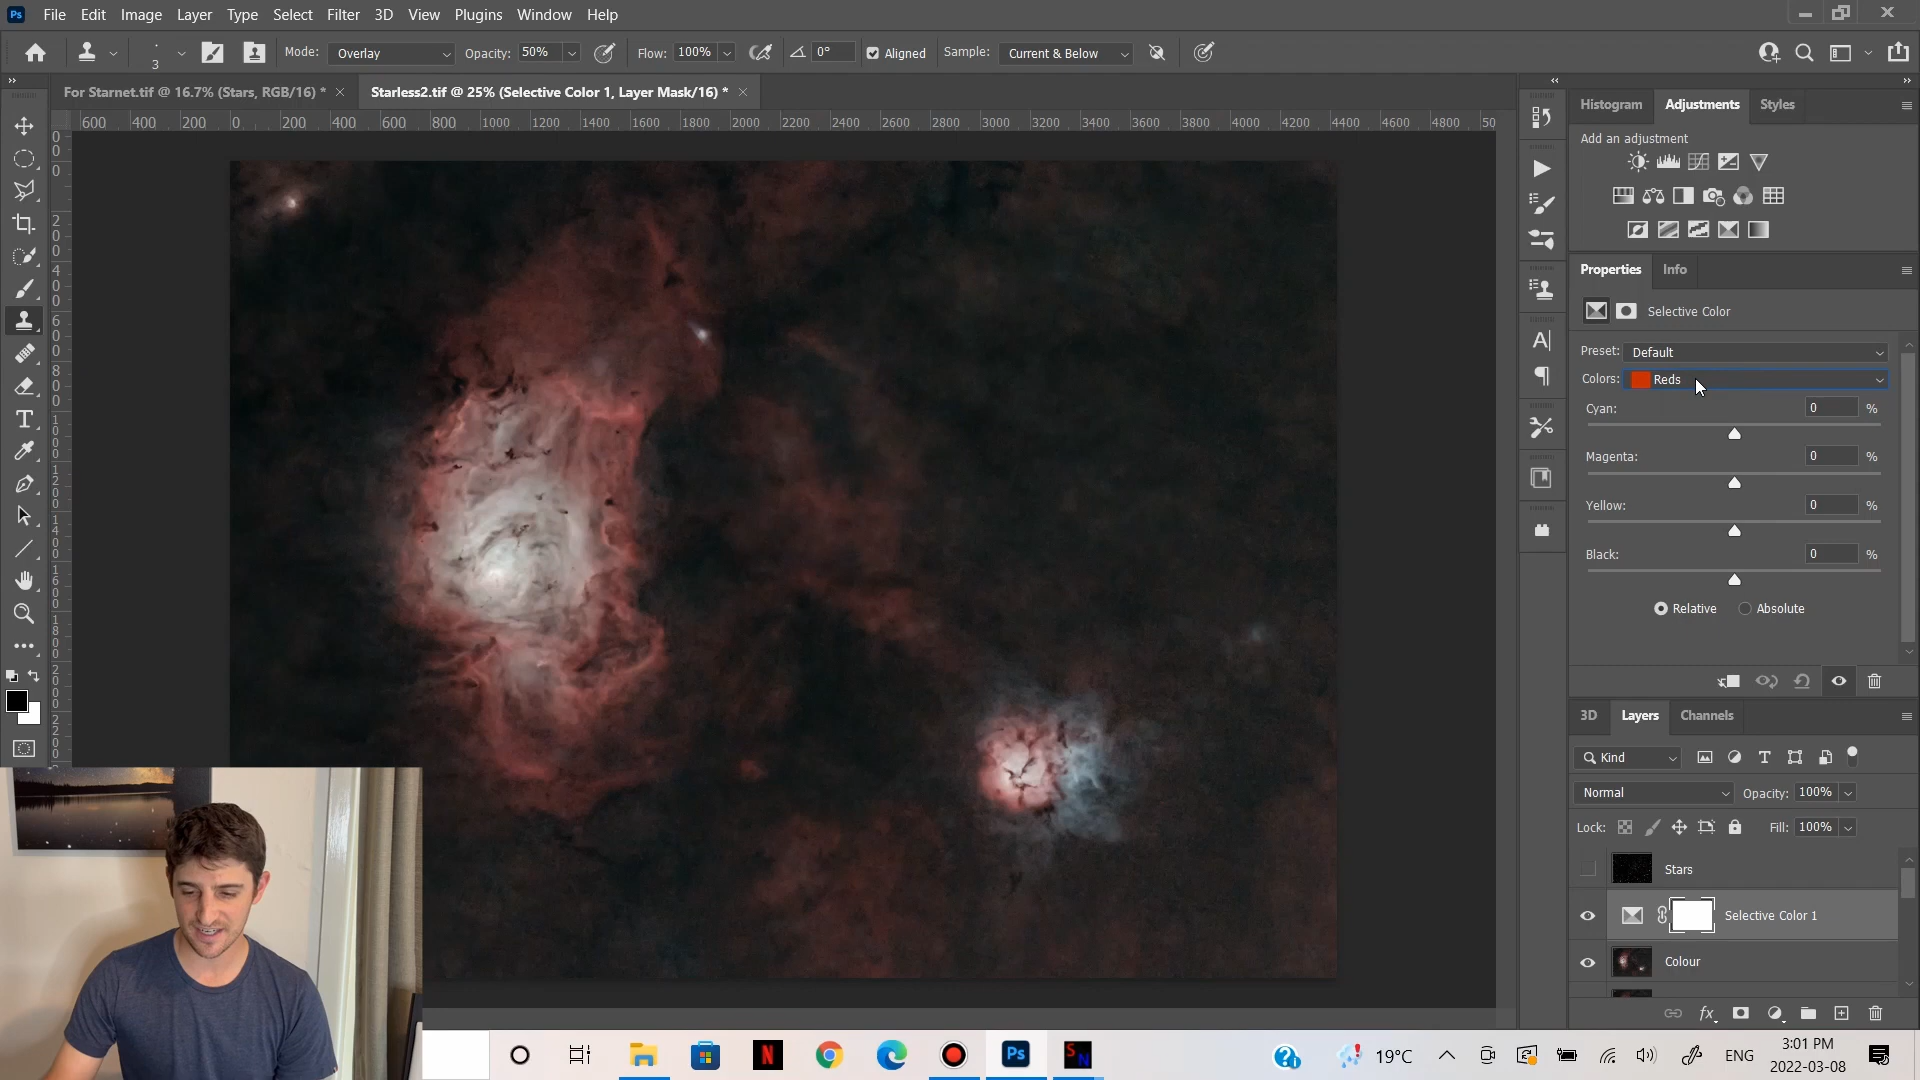 Ps File Edit Image Layer Type Select Filter 3D View Plugins Window Help
3 Mode: Overlay Opacity: 50% Flow: 100% 0° Aligned Sample: Current & Below
For Starnet.tif @ 16.7% (Stars, RGB/16) * Starless2.tif @ 25% (Selective Color 1, Layer Mask/16) *
600 400 200 0 200 400 600 800 1000 1200 1400 1600 1800 2000 2200 2400 2600 2800 3000 3200 3400 3600 3800 4000 4200 4400 4600 4800 50
Histogram Adjustments Styles
Add an adjustment
Properties Info
Selective Color
Preset: Default
Colors: Reds
Cyan: 0 %
Magenta: 0 %
Yellow: 0 %
Black: 0 %
Relative Absolute
3D Layers Channels
Kind
Normal Opacity: 100%
Lock: Fill: 100%
Stars
Selective Color 1
Colour
fx
N Ps S N 19°C ENG 3:01 PM
2022-03-08